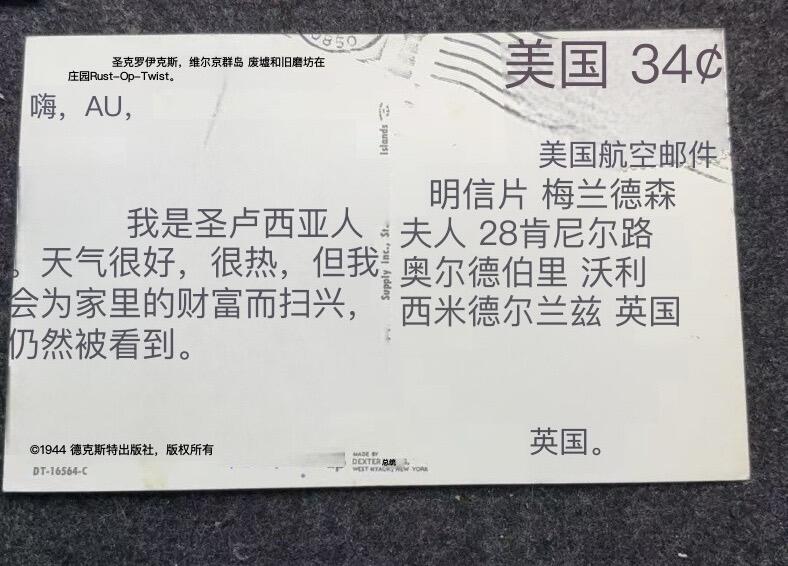 0850
美国 34¢
圣克罗伊克斯，维尔京群岛 废墟和旧磨坊在
庄园Rust-Op-Twist。
嗨，AU，
美国航空邮件
明信片 梅兰德森
夫人 28肯尼尔路
奥尔德伯里 沃利
西米德尔兰兹 英国
我是圣卢西亚人
。天气很好，很热，但我
会为家里的财富而扫兴，
仍然被看到。
Supply Inc., St.
Islands
英国。
©1944 德克斯特出版社，版权所有
DT-16564-C
MADE BY
DEXTER 总统
WEST NYACK, NEW YORK